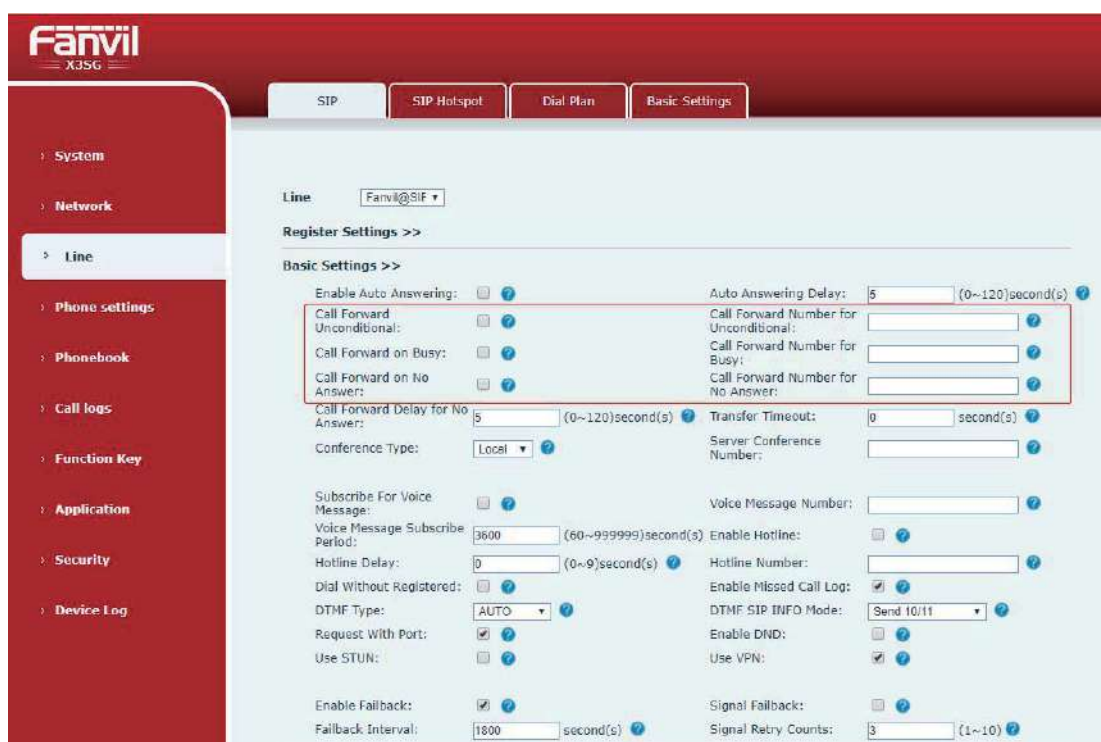 Fanvil
X3SG
SIP SIP Hotspot Dial Plan Basic Settings
› System
› Network
› Line
› Phone settings
› Phonebook
› Call logs
› Function Key
› Application
› Security
› Device Log
Line Fanvil@SIF
Register Settings >>
Basic Settings >>
Enable Auto Answering: Auto Answering Delay: 5 (0~120)second(s)
Call Forward
Unconditional:
Call Forward Number for
Unconditional:
Call Forward on Busy:
Call Forward Number for
Busy:
Call Forward on No
Answer:
Call Forward Number for
No Answer:
Call Forward Delay for No
Answer: 5 (0~120)second(s) Transfer Timeout: 0 second(s)
Conference Type: Local
Server Conference
Number:
Subscribe For Voice
Message:
Voice Message Number:
Voice Message Subscribe
Period: 3600 (60~999999)second(s) Enable Hotline:
Hotline Delay: 0 (0~9)second(s) Hotline Number:
Dial Without Registered: Enable Missed Call Log:
DTMF Type: AUTO DTMF SIP INFO Mode: Send 10/11
Request With Port: Enable DND:
Use STUN: Use VPN:
Enable Failback: Signal Failback:
Failback Interval: 1800 second(s) Signal Retry Counts: 3 (1~10)